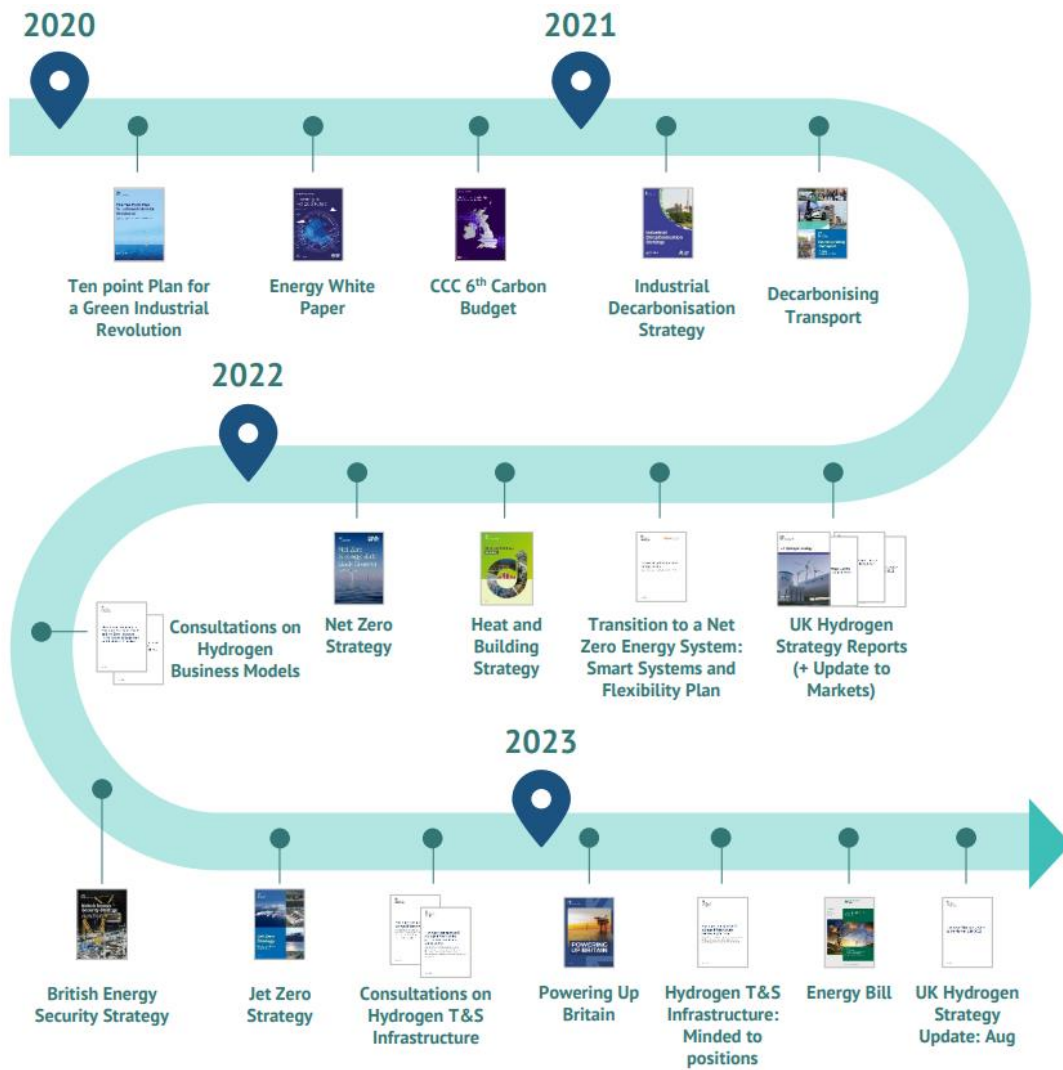 2020
2021
Ten point Plan for
a Green Industrial
Revolution
Energy White
Paper
CCC 6th Carbon
Budget
Industrial
Decarbonisation
Strategy
Decarbonising
Transport
2022
Consultations on
Hydrogen
Business Models
Net Zero
Strategy
Heat and
Building
Strategy
Transition to a Net
Zero Energy System:
Smart Systems and
Flexibility Plan
UK Hydrogen
Strategy Reports
(+ Update to
Markets)
2023
British Energy
Security Strategy
Jet Zero
Strategy
Consultations on
Hydrogen T&S
Infrastructure
POWERING
UP BRITAIN
Powering Up
Britain
Hydrogen T&S
Infrastructure:
Minded to
positions
Energy Bill
UK Hydrogen
Strategy
Update: Aug